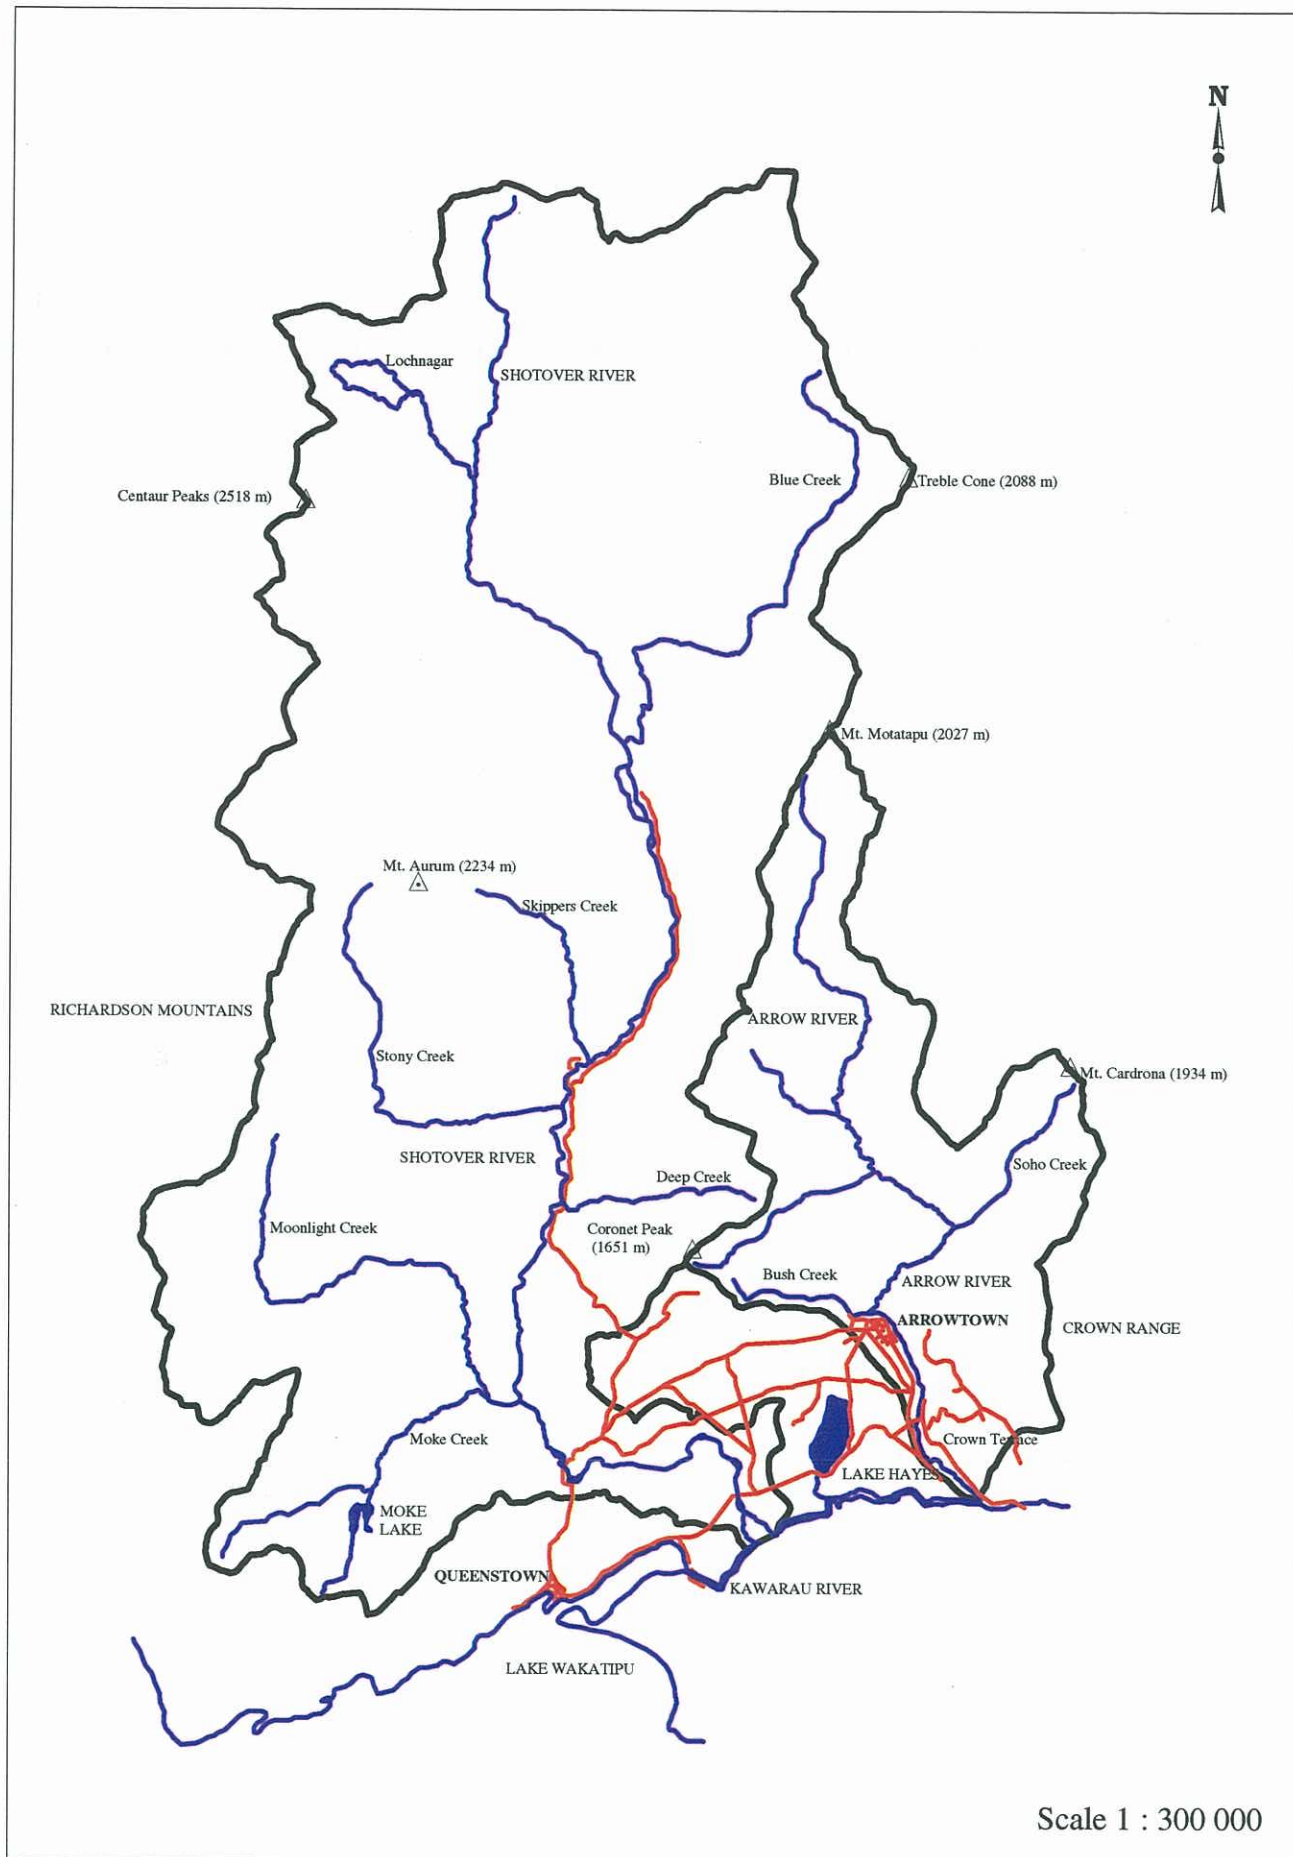 N
Lochnagar
SHOTOVER RIVER
Blue Creek
Treble Cone (2088 m)
Centaur Peaks (2518 m)
Mt. Motatapu (2027 m)
Mt. Aurum (2234 m)
Skippers Creek
RICHARDSON MOUNTAINS
ARROW RIVER
Stony Creek
Mt. Cardrona (1934 m)
SHOTOVER RIVER
Soho Creek
Deep Creek
Moonlight Creek
Coronet Peak
(1651 m)
Bush Creek
ARROW RIVER
ARROWTOWN
CROWN RANGE
Moke Creek
Crown Terrace
LAKE HAYES
MOKE
LAKE
QUEENSTOWN
KAWARAU RIVER
LAKE WAKATIPU
Scale 1 : 300 000